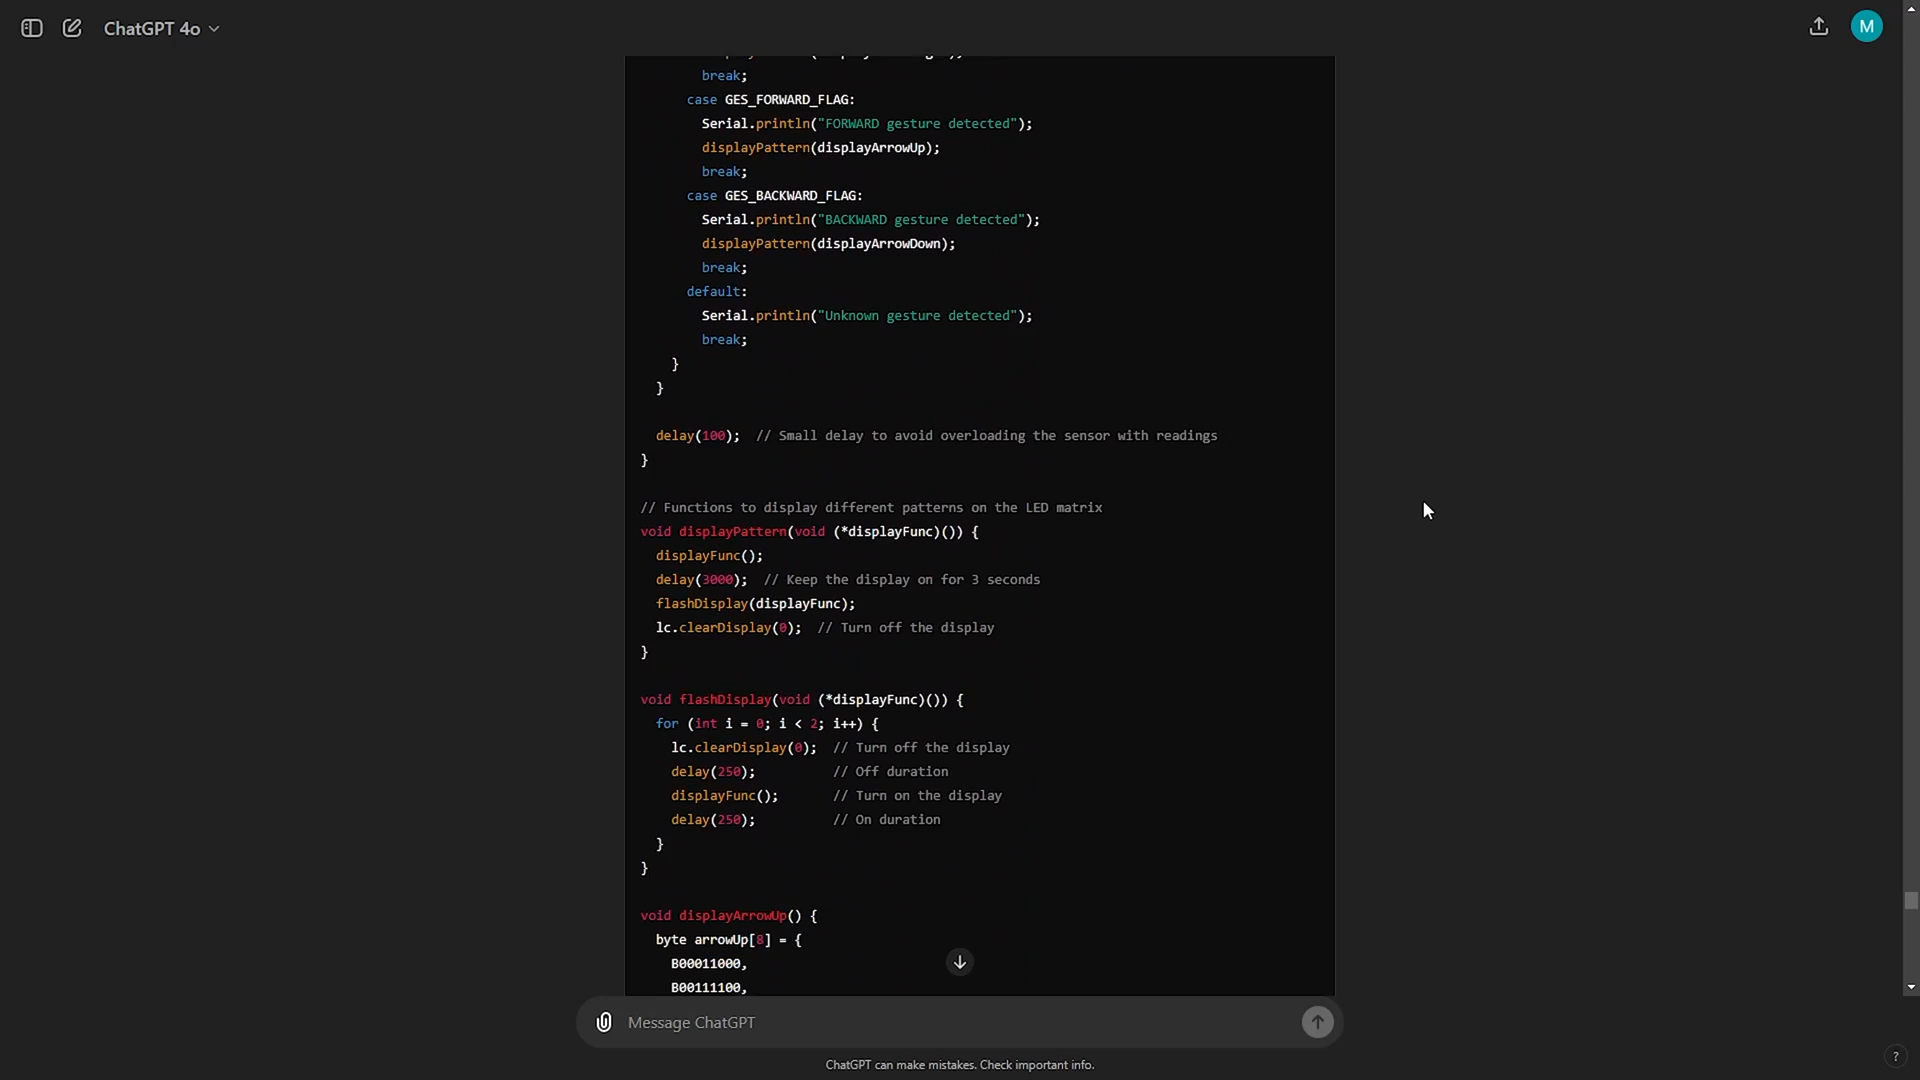 ChatGPT 4o
M
break;
case GES_FORWARD_FLAG:
Serial.println("FORWARD gesture detected");
displayPattern(displayArrowUp);
break;
case GES_BACKWARD_FLAG:
Serial.println("BACKWARD gesture detected");
displayPattern(displayArrowDown);
break;
default:
Serial.println("Unknown gesture detected");
break;
}
}
delay(100);  // Small delay to avoid overloading the sensor with readings
}
// Functions to display different patterns on the LED matrix
void displayPattern(void (*displayFunc)()) {
displayFunc();
delay(3000);  // Keep the display on for 3 seconds
flashDisplay(displayFunc);
lc.clearDisplay(0);  // Turn off the display
}
void flashDisplay(void (*displayFunc)()) {
for (int i = 0; i < 2; i++) {
lc.clearDisplay(0);  // Turn off the display
delay(250);          // Off duration
displayFunc();       // Turn on the display
delay(250);          // On duration
}
}
void displayArrowUp() {
byte arrowUp[8] = {
B00011000,
B00111100,
Message ChatGPT
ChatGPT can make mistakes. Check important info.
?